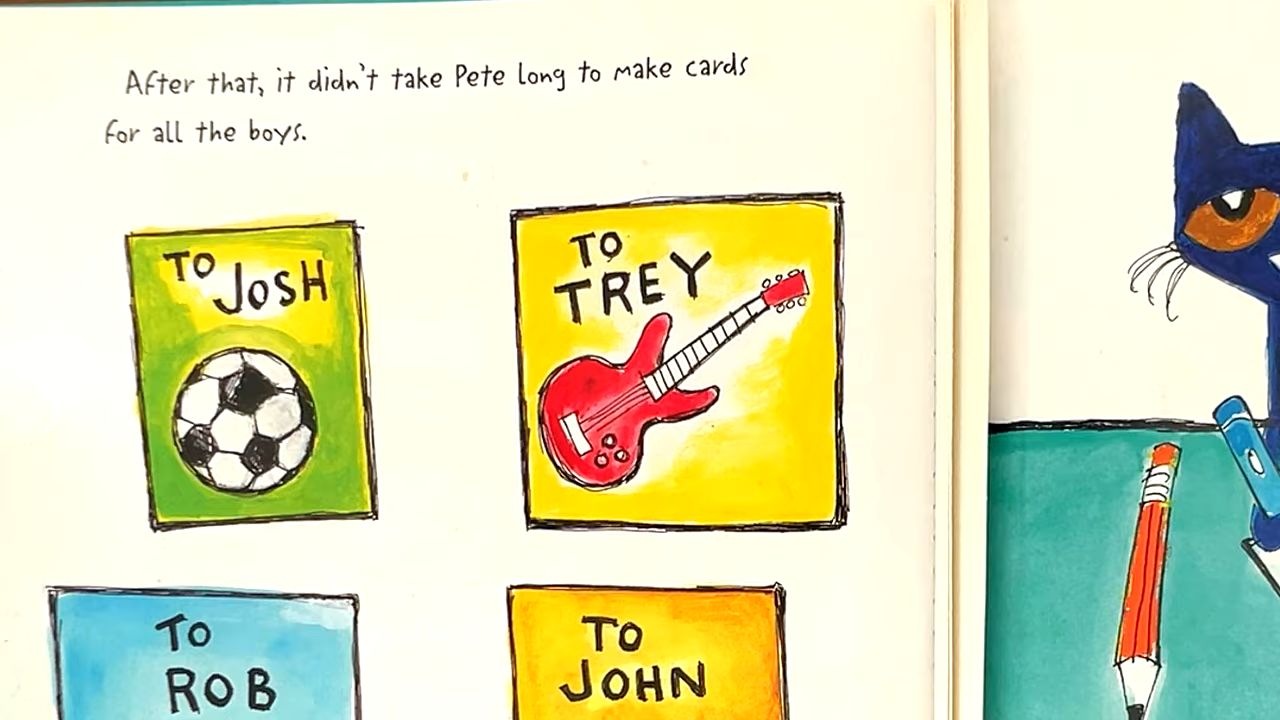 After that, it didn't take Pete long to make cards
for all the boys.
TO
JOSH
TO
TREY
TO
ROB
TO
JOHN